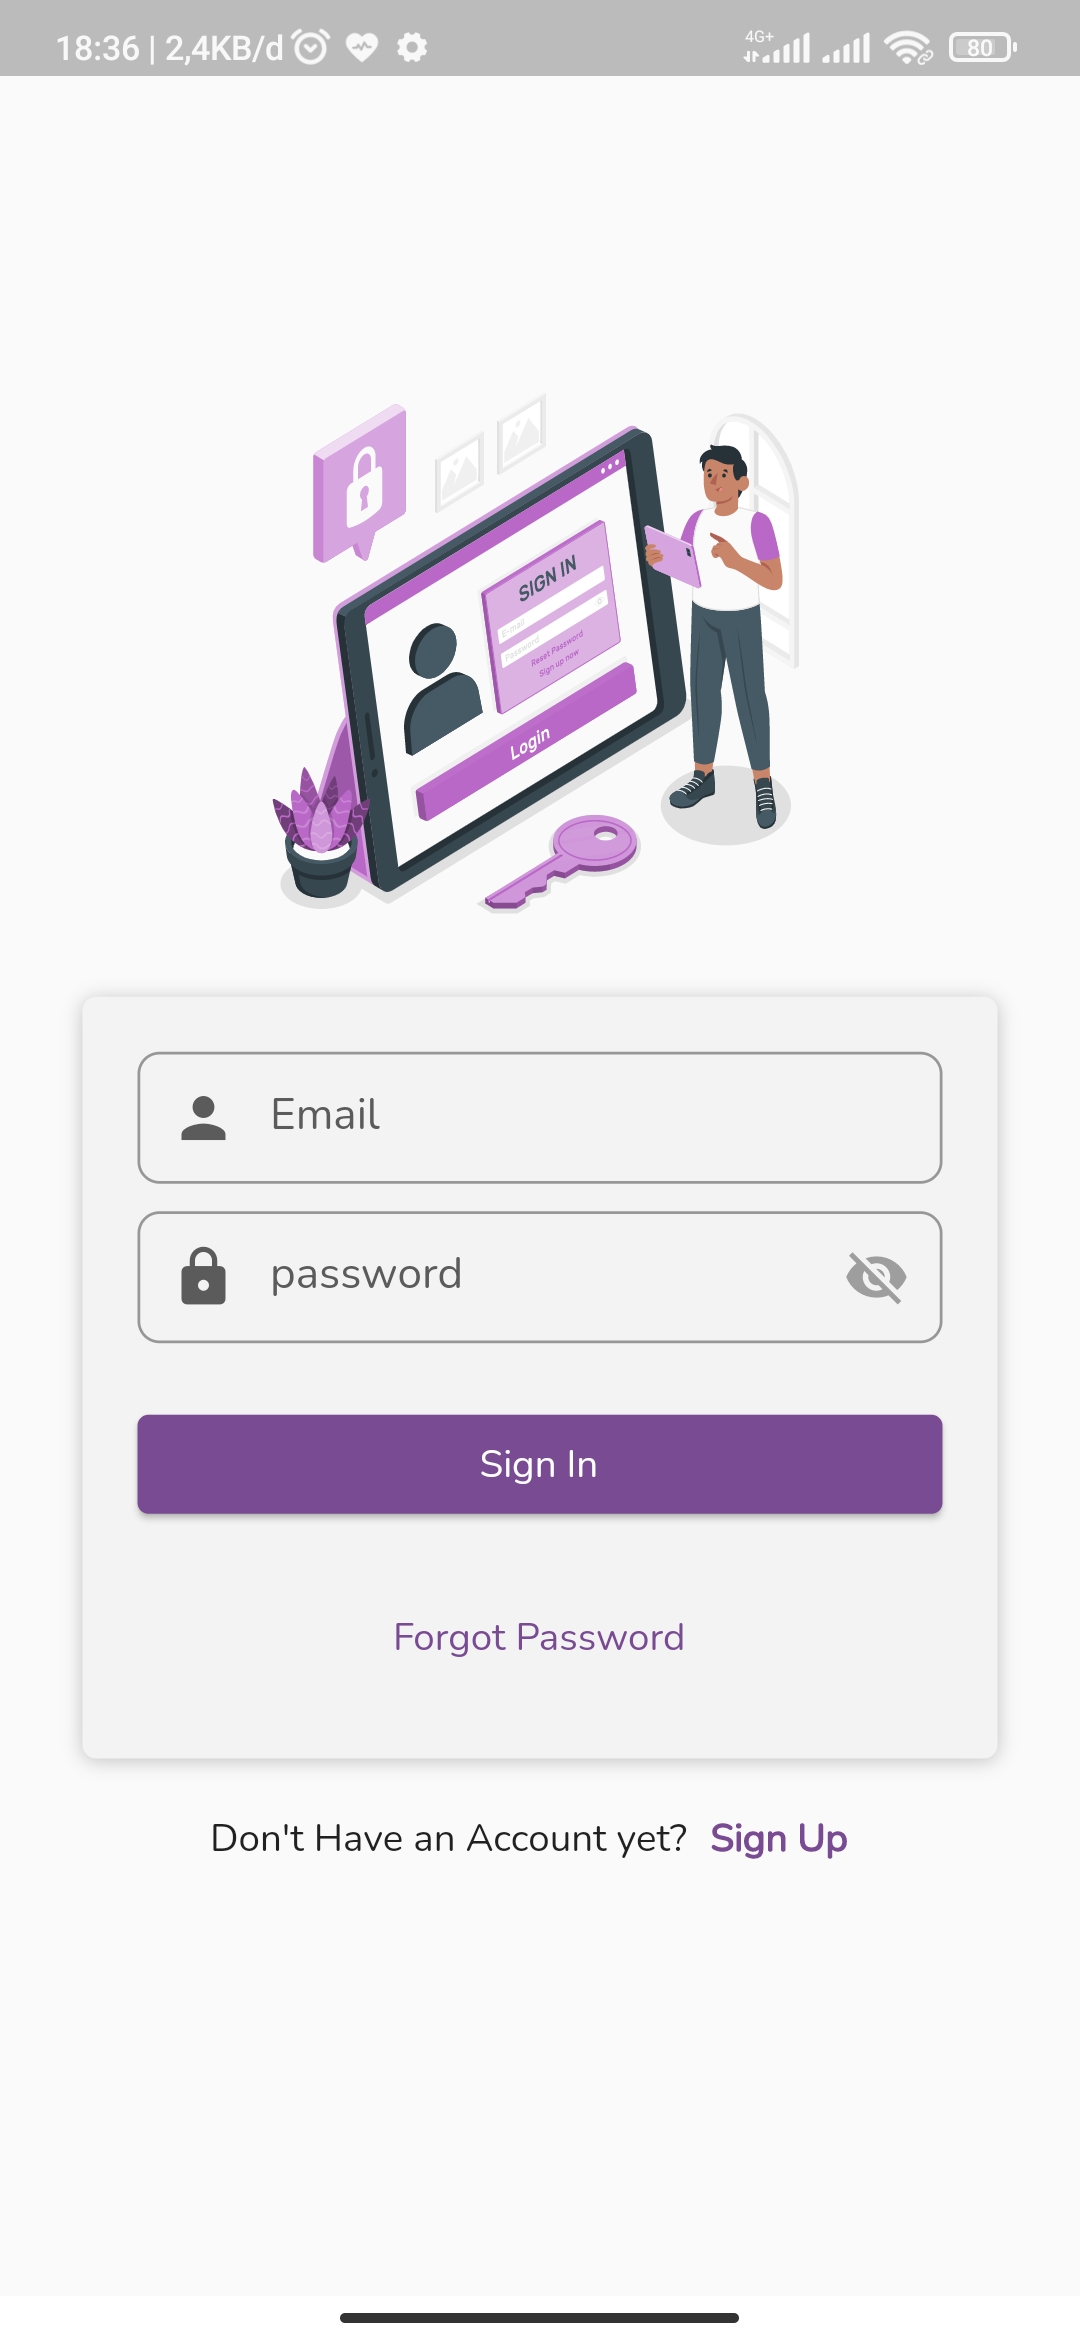 18:36 | 2,4KB/d
4G+
80
SIGN IN
E-mail
Password
Reset Password
Sign up now
Login
Email
password
Sign In
Forgot Password
Don't Have an Account yet? Sign Up